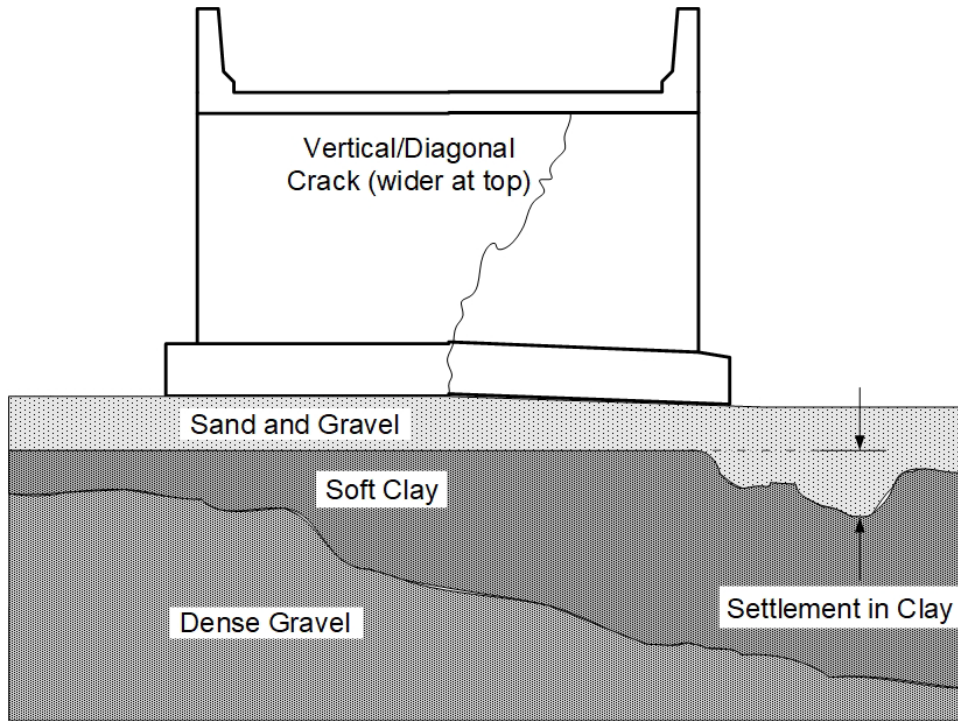 Vertical/Diagonal
Crack (wider at top)
Sand and Gravel
Soft Clay
Settlement in Clay
Dense Gravel